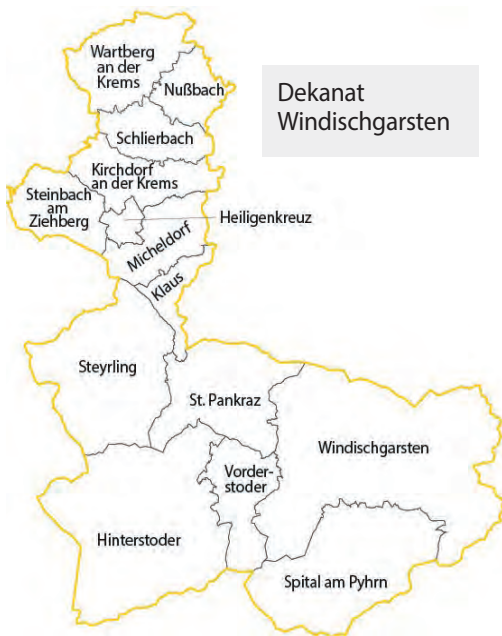 Wartberg
an der
Krems
Nußbach
Dekanat
Windischgarsten
Schlierbach
Kirchdorf
an der Krems
Steinbach
am
Ziehberg
Heiligenkreuz
Micheldorf
Klaus
Steyrling
St. Pankraz
Windischgarsten
Vorder-
stoder
Hinterstoder
Spital am Pyhrn